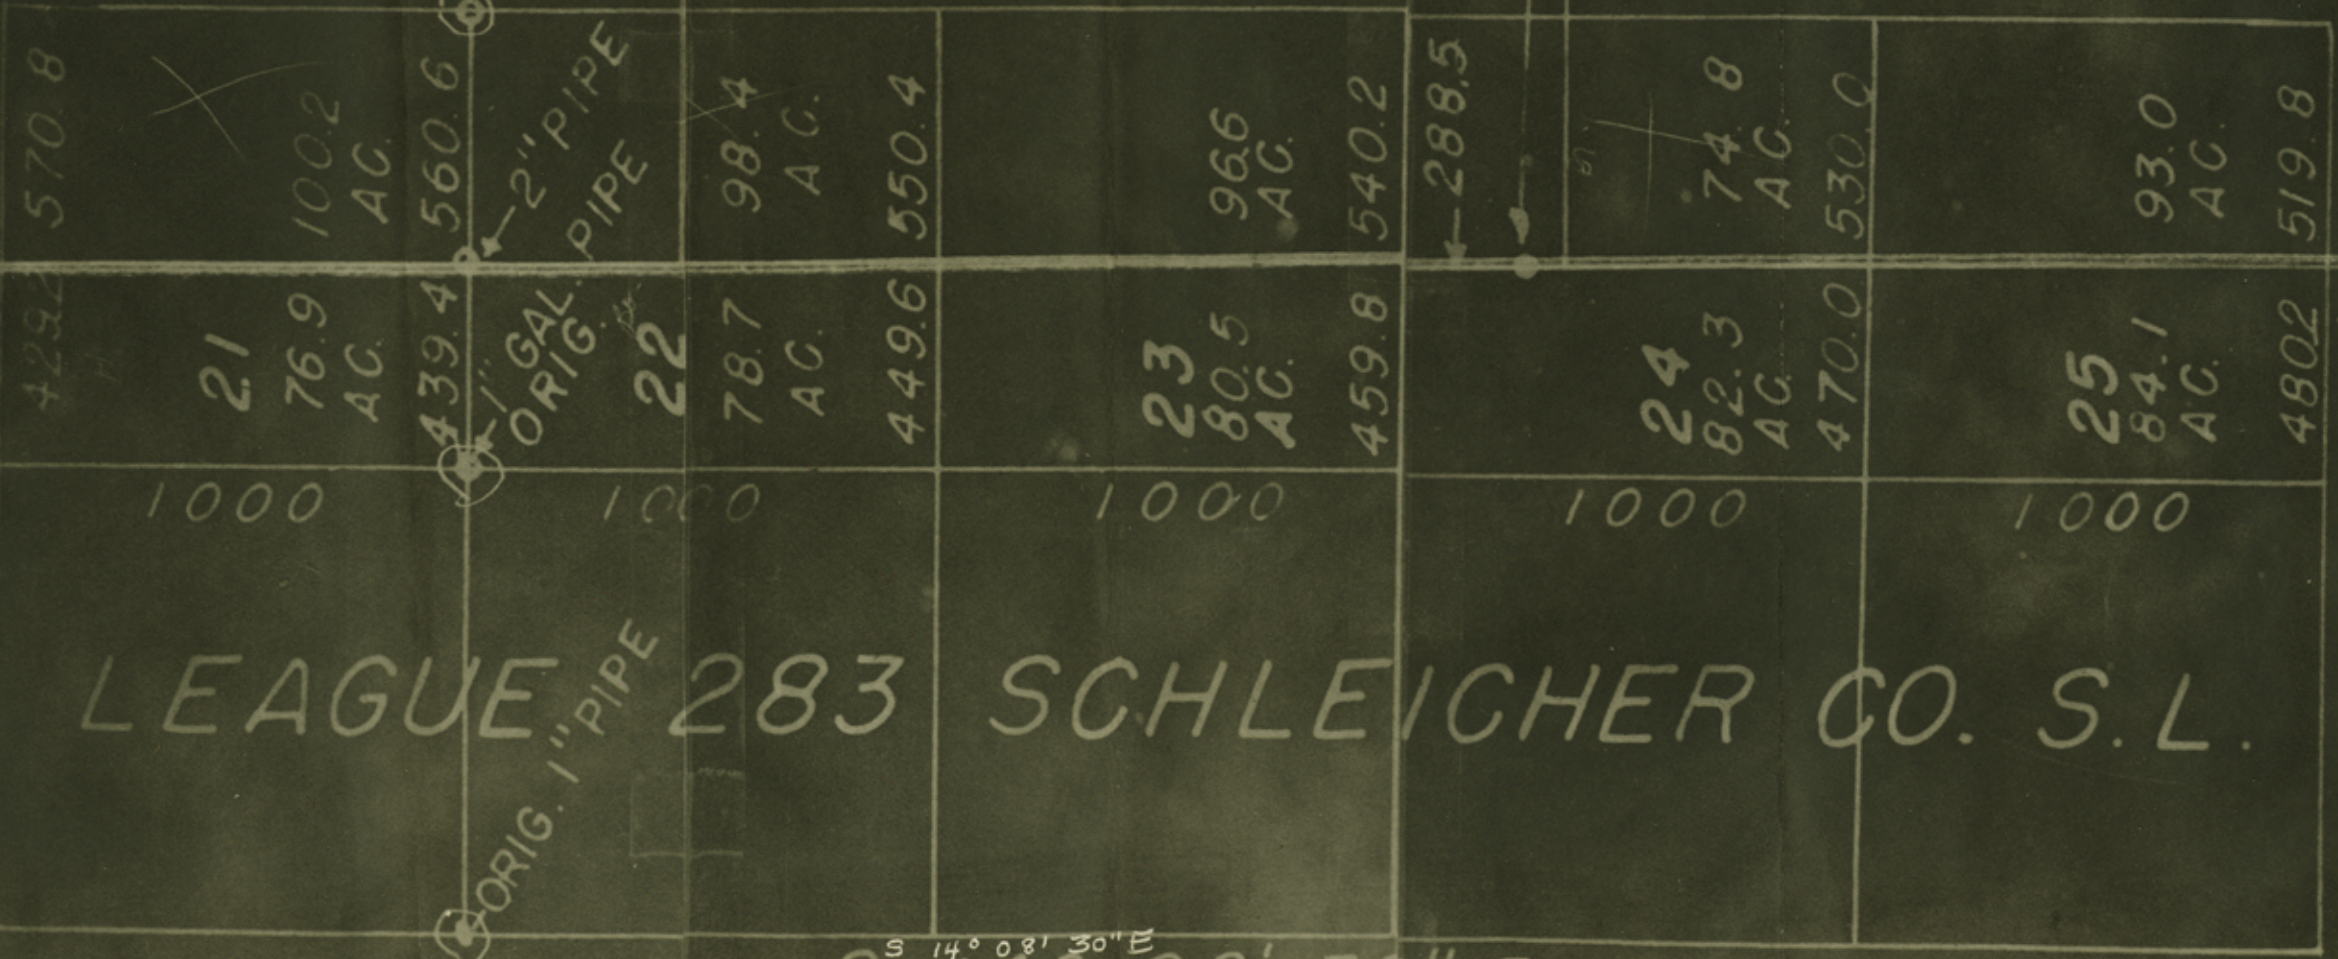 570.8
100.2
AC.
560.6
2" PIPE
98.4
AC.
550.4
96.6
AC.
540.2
288.5
74.8
AC.
530.0
93.0
AC.
519.8
429.2
21
76.9
AC.
439.4
1" GAL. PIPE
ORIG.
22
78.7
AC.
449.6
23
80.5
AC.
459.8
24
82.3
AC.
470.0
25
84.1
AC.
480.2
1000
1000
1000
1000
1000
LEAGUE 283 SCHLEICHER CO. S.L.
ORIG. 1" PIPE
S 14° 08' 30" E